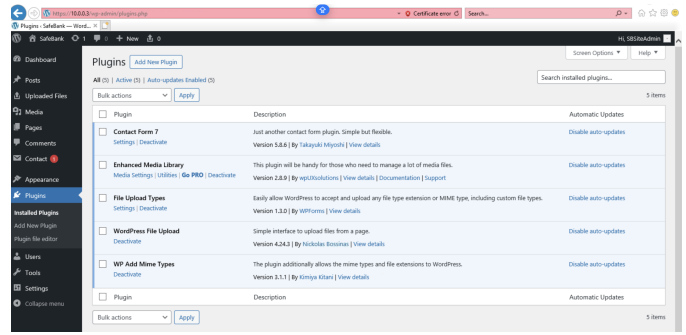 https://10.0.0.3/wp-admin/plugins.php
Certificate error
Search...
Plugins ‹ SafeBank — Word...
SafeBank
1
0
+ New
0
Hi, SBSiteAdmin
Screen Options ▼
Help ▼
Dashboard
Posts
Uploaded Files
Media
Pages
Comments
Contact 1
Appearance
Plugins
Installed Plugins
Add New Plugin
Plugin file editor
Users
Tools
Settings
Collapse menu
Plugins
Add New Plugin
All (5) | Active (5) | Auto-updates Enabled (5)
Search installed plugins...
Bulk actions
Apply
5 items
Plugin Description Automatic Updates
Contact Form 7 Just another contact form plugin. Simple but flexible. Disable auto-updates
Settings | Deactivate Version 5.8.6 | By Takayuki Miyoshi | View details
Enhanced Media Library This plugin will be handy for those who need to manage a lot of media files. Disable auto-updates
Media Settings | Utilities | Go PRO | Deactivate Version 2.8.9 | By wpUXsolutions | View details | Documentation | Support
File Upload Types Easily allow WordPress to accept and upload any file type extension or MIME type, including custom file types. Disable auto-updates
Settings | Deactivate Version 1.3.0 | By WPForms | View details
WordPress File Upload Simple interface to upload files from a page. Disable auto-updates
Deactivate Version 4.24.3 | By Nickolas Bossinas | View details
WP Add Mime Types The plugin additionally allows the mime types and file extensions to WordPress. Disable auto-updates
Deactivate Version 3.1.1 | By Kimiya Kitani | View details
Plugin Description Automatic Updates
Bulk actions
Apply
5 items